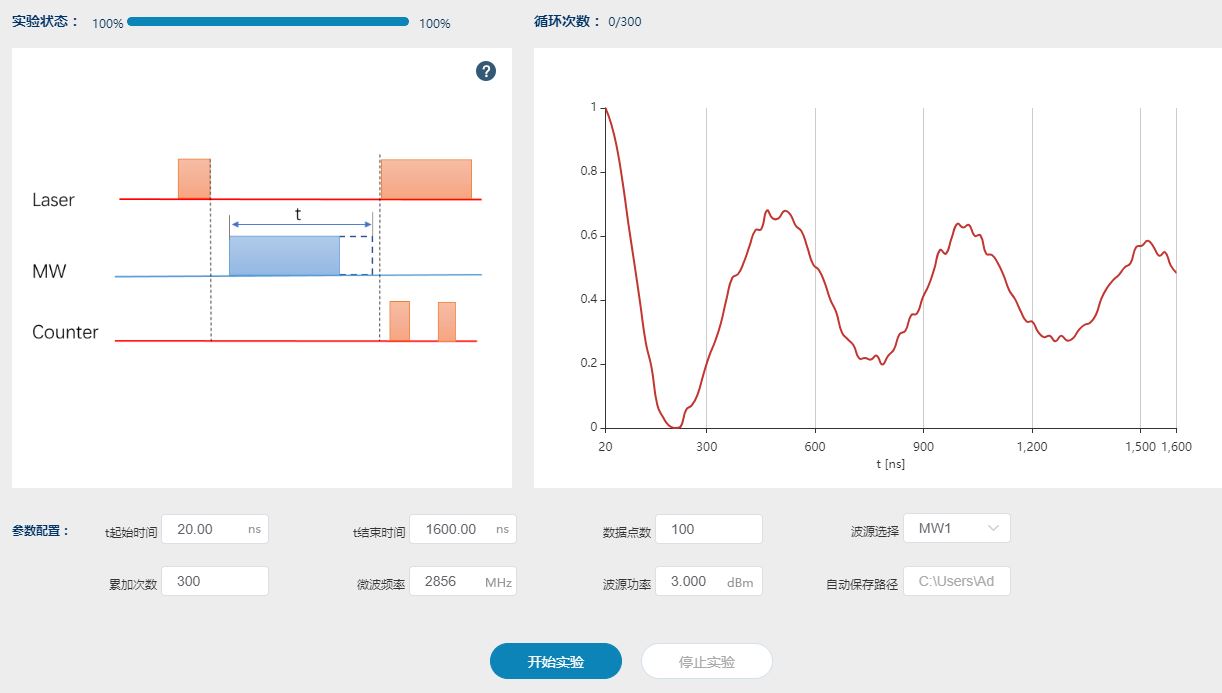 实验状态： 100% 100% 循环次数： 0/300
?
Laser
t
MW
Counter
1
0.8
0.6
0.4
0.2
0
20 300 600 900 1,200 1,500 1,600
t [ns]
参数配置： t起始时间 20.00 ns t结束时间 1600.00 ns 数据点数 100 波源选择 MW1
累加次数 300 微波频率 2856 MHz 波源功率 3.000 dBm 自动保存路径 C:\Users\Ad
开始实验 停止实验